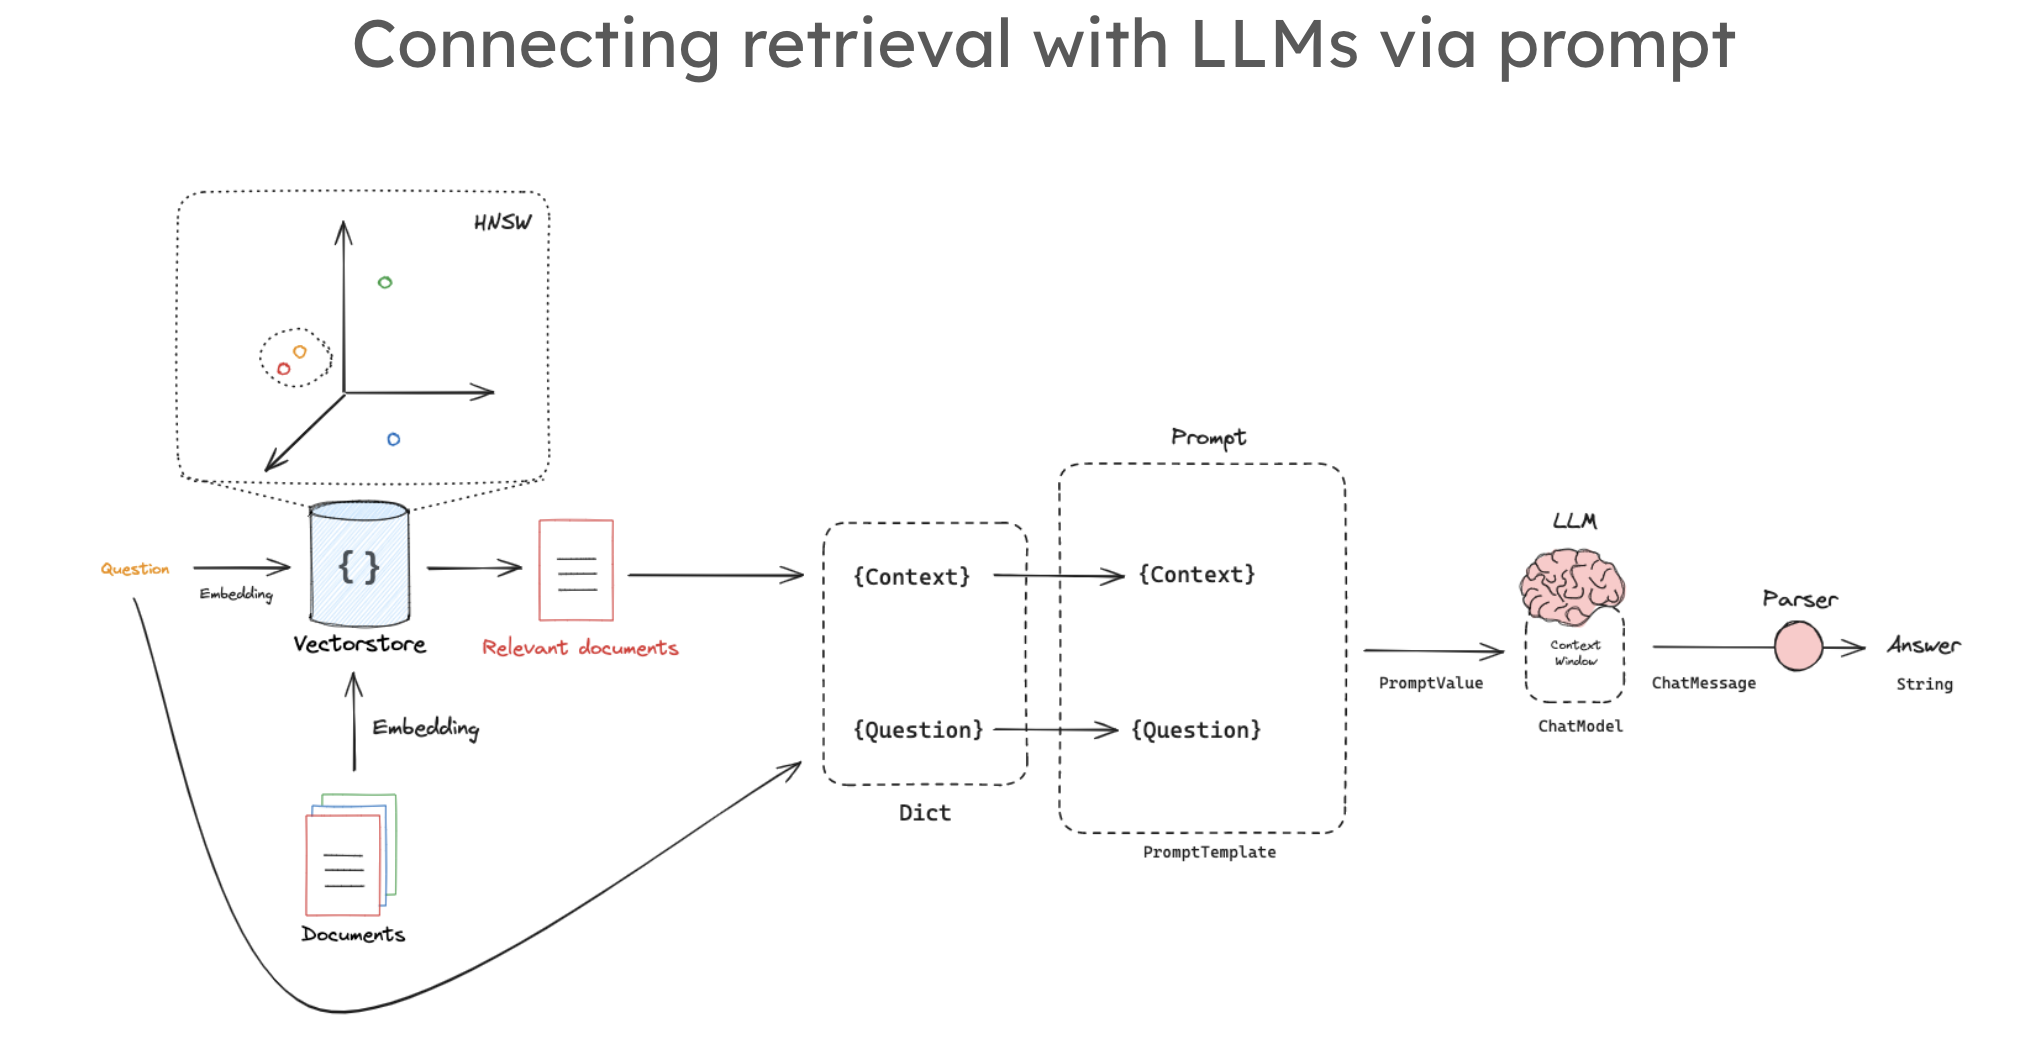 Connecting retrieval with LLMs via prompt
HNSW
Question
Embedding
{ }
Vectorstore
Relevant documents
Embedding
Documents
{Context}
{Question}
Dict
Prompt
{Context}
{Question}
PromptTemplate
PromptValue
LLM
Context
Window
ChatModel
ChatMessage
Parser
Answer
String